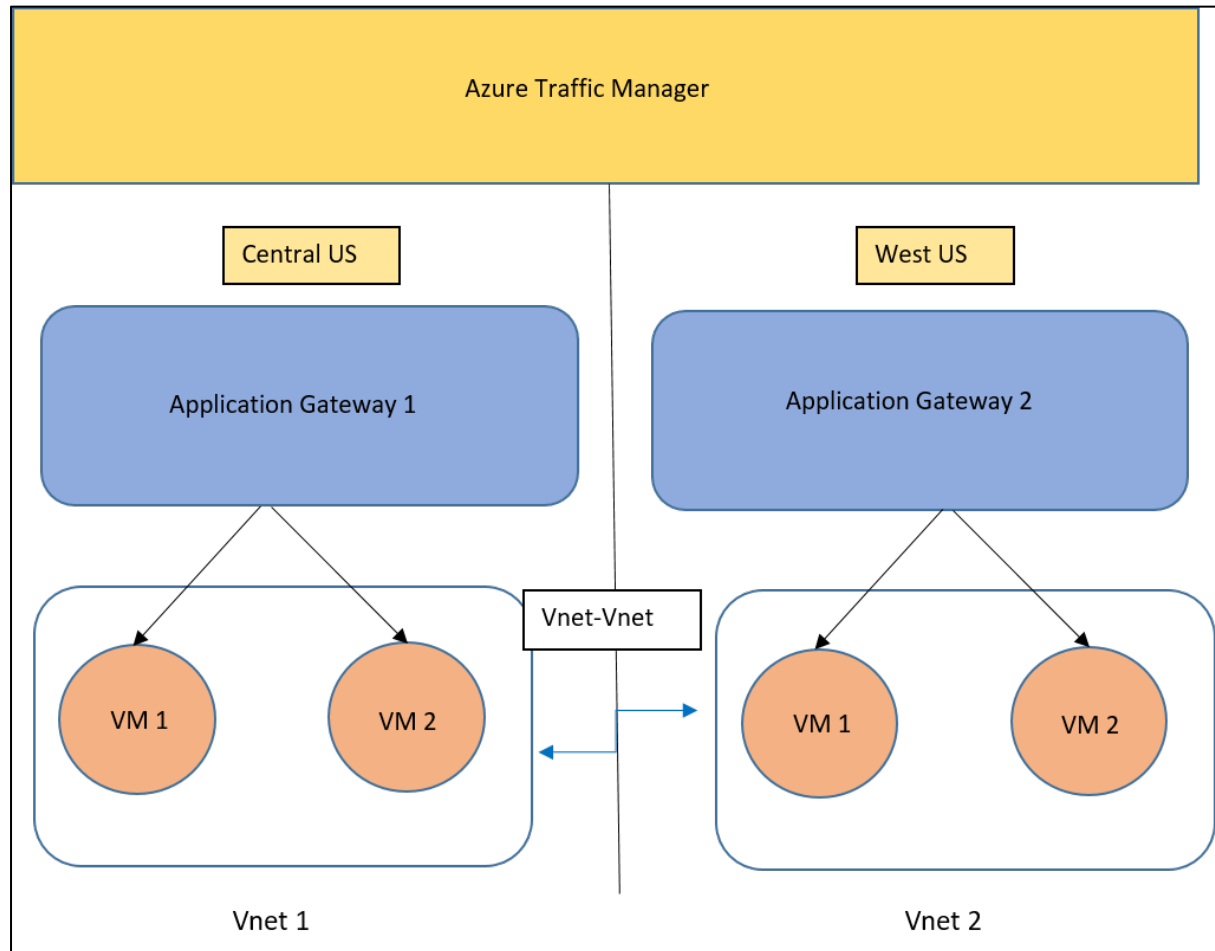 Azure Traffic Manager
Central US
West US
Application Gateway 1
Application Gateway 2
Vnet-Vnet
VM 1
VM 2
VM 1
VM 2
Vnet 1
Vnet 2